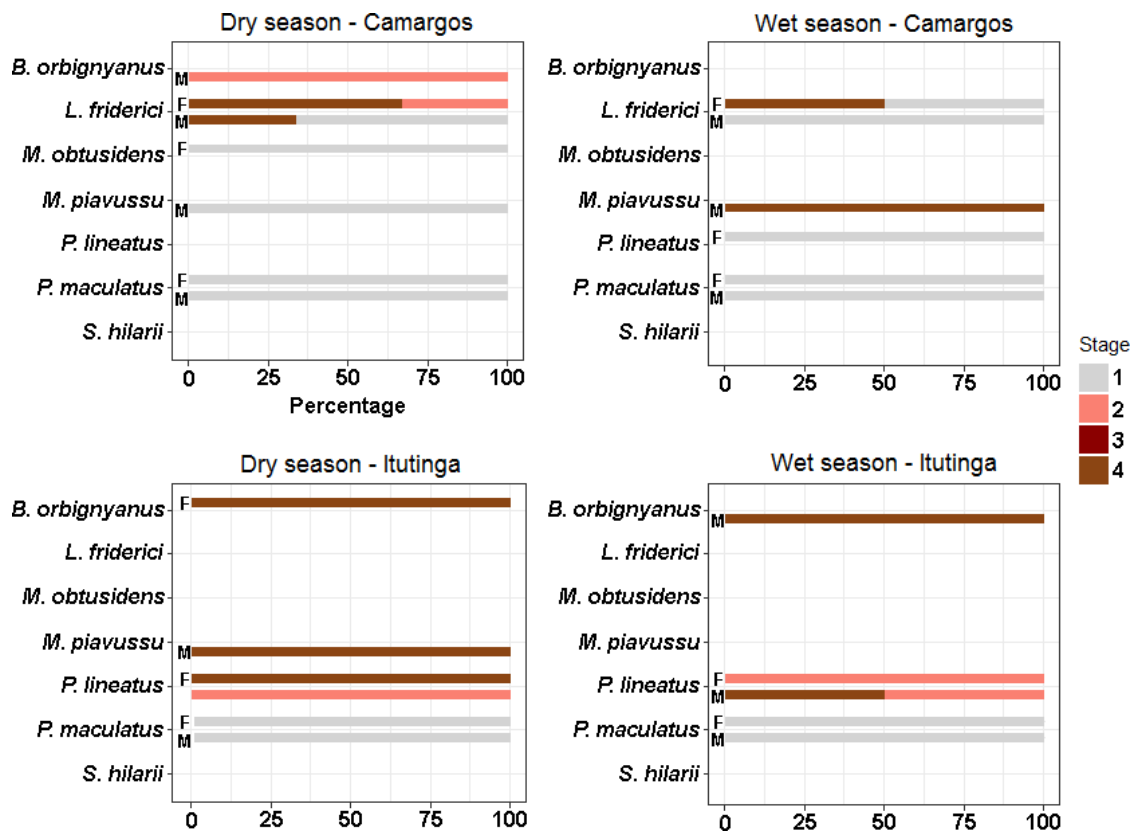 Dry season - Camargos
B. orbignyanus
M
L. friderici
F
M
M. obtusidens
F
M. piavussu
M
P. lineatus
P. maculatus
F
M
S. hilarii
0 25 50 75 100
Percentage
Wet season - Camargos
B. orbignyanus
L. friderici
F
M
M. obtusidens
M. piavussu
M
P. lineatus
F
P. maculatus
F
M
S. hilarii
0 25 50 75 100
Stage
1
2
3
4
Dry season - Itutinga
B. orbignyanus
F
L. friderici
M. obtusidens
M. piavussu
M
P. lineatus
F
P. maculatus
F
M
S. hilarii
0 25 50 75 100
Wet season - Itutinga
B. orbignyanus
M
L. friderici
M. obtusidens
M. piavussu
P. lineatus
F
M
P. maculatus
F
M
S. hilarii
0 25 50 75 100